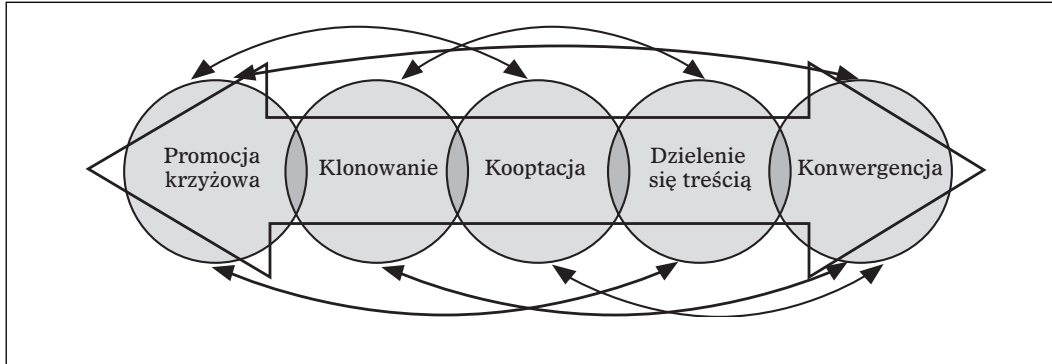 Promocja
krzyżowa
Klonowanie
Kooptacja
Dzielenie
się treścią
Konwergencja